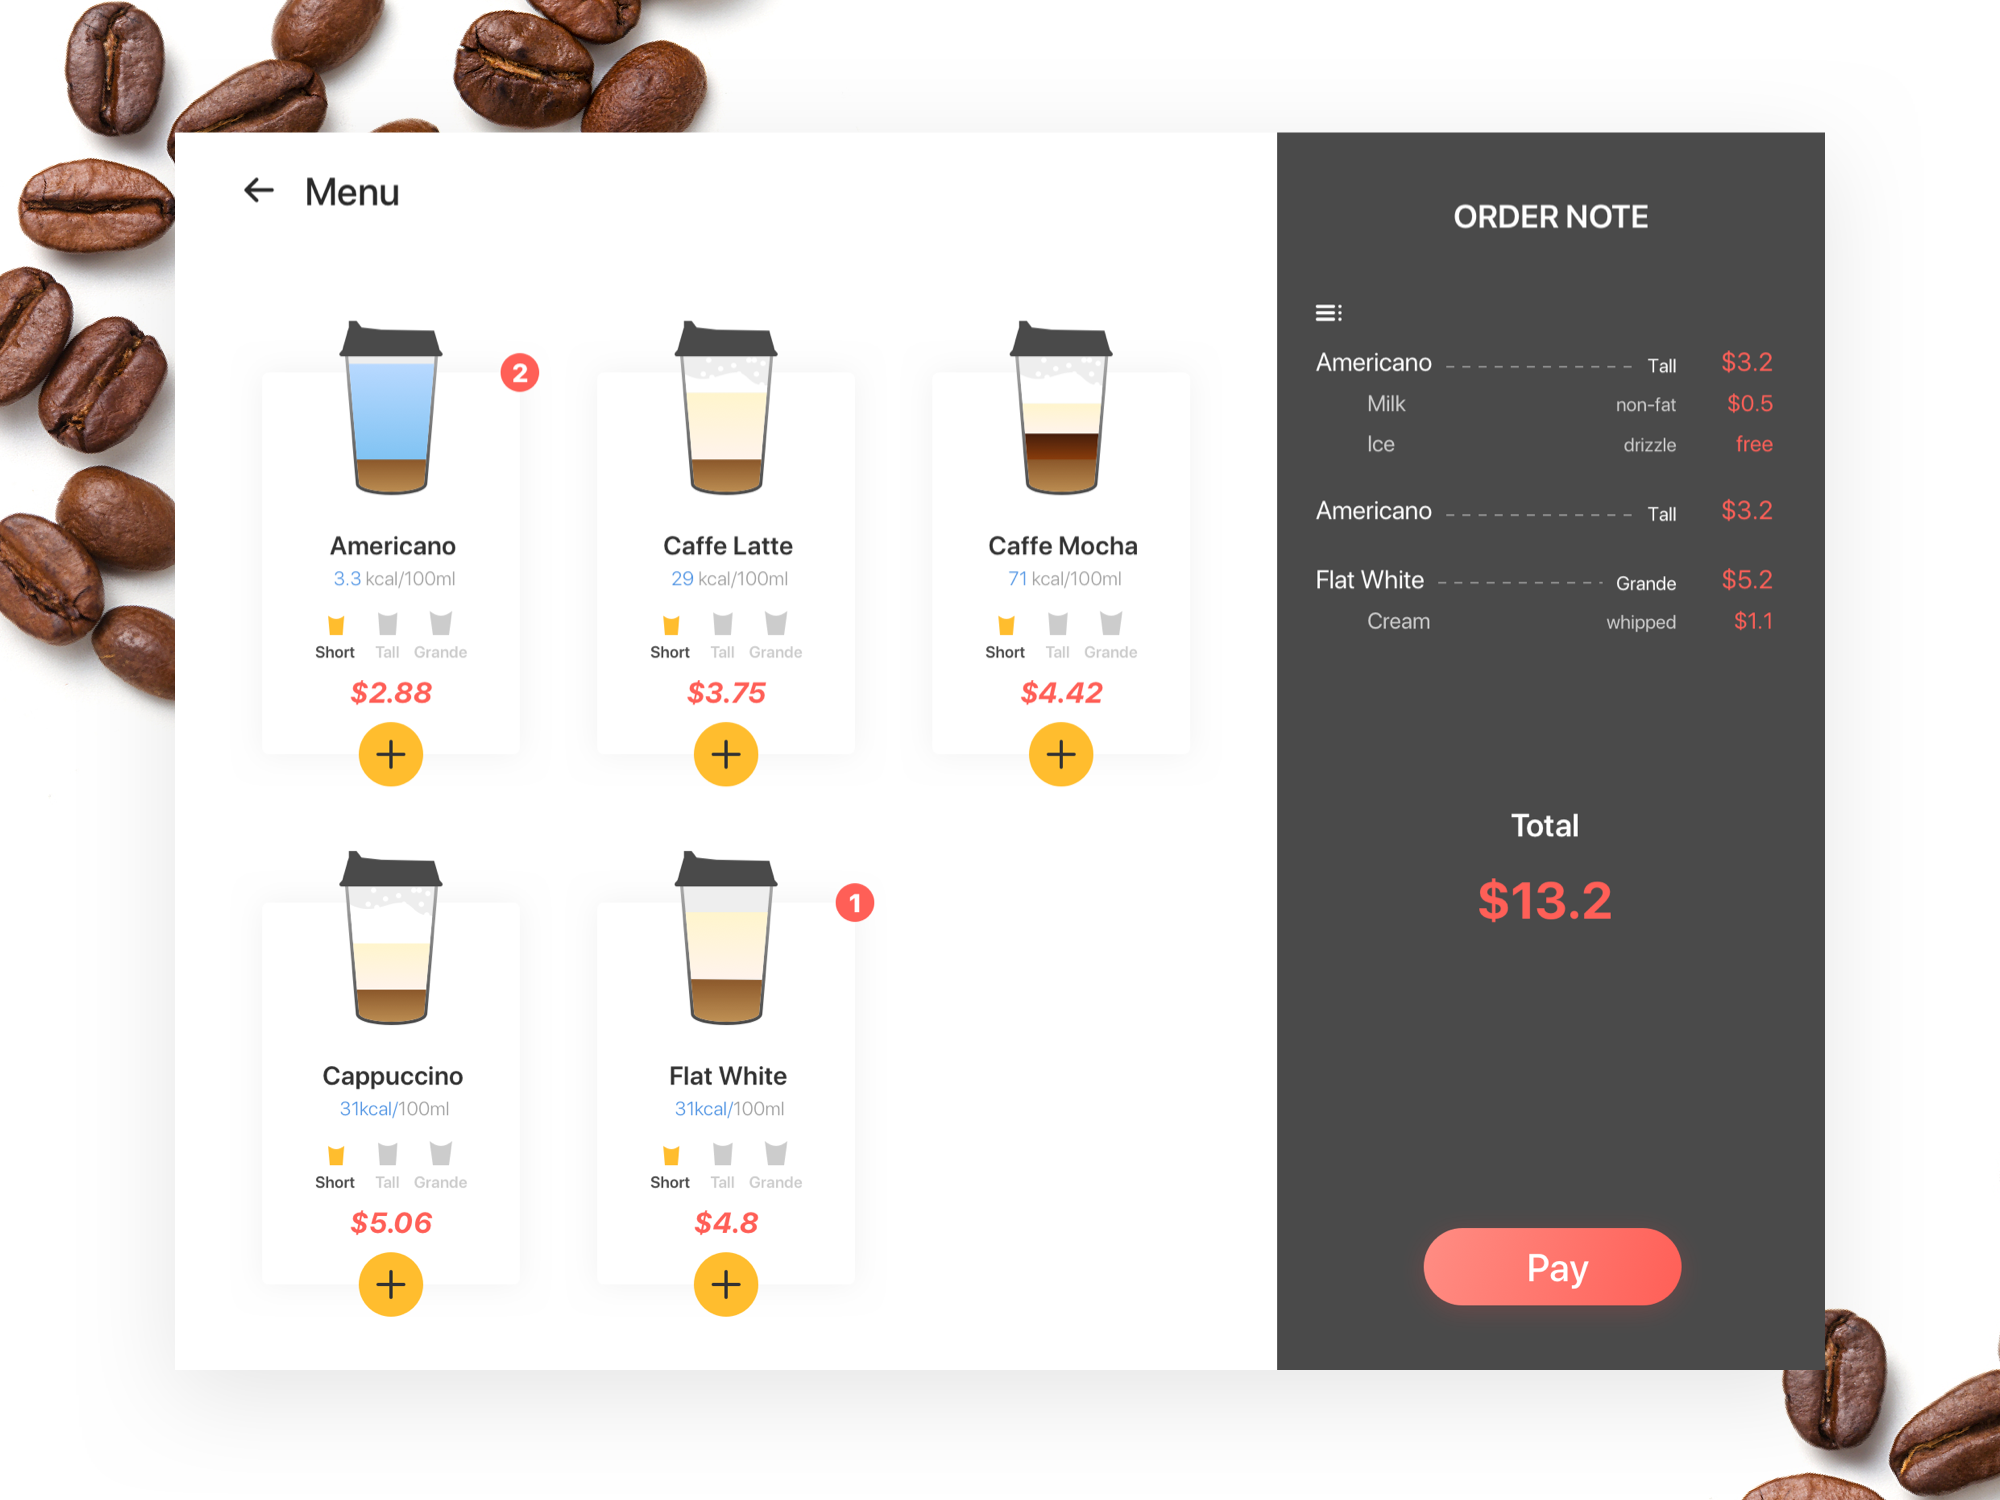 Menu
2
Americano
3.3 kcal/100ml
Short Tall Grande
$2.88
Caffe Latte
29 kcal/100ml
Short Tall Grande
$3.75
Caffe Mocha
71 kcal/100ml
Short Tall Grande
$4.42
Cappuccino
31kcal/100ml
Short Tall Grande
$5.06
1
Flat White
31kcal/100ml
Short Tall Grande
$4.8
ORDER NOTE
Americano Tall $3.2
Milk non-fat $0.5
Ice drizzle free
Americano Tall $3.2
Flat White Grande $5.2
Cream whipped $1.1
Total
$13.2
Pay